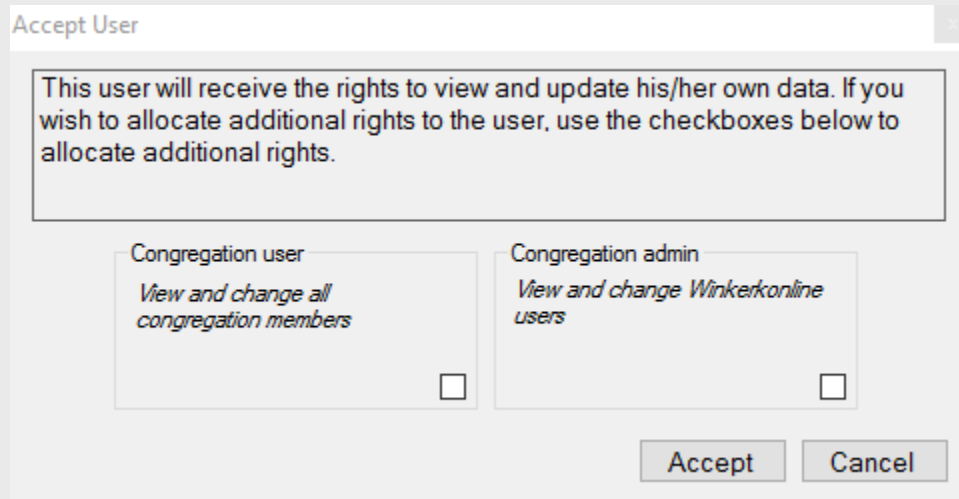 Accept User
This user will receive the rights to view and update his/her own data. If you
wish to allocate additional rights to the user, use the checkboxes below to
allocate additional rights.
Congregation user
View and change all
congregation members
Congregation admin
View and change Winkerkonline
users
Accept
Cancel